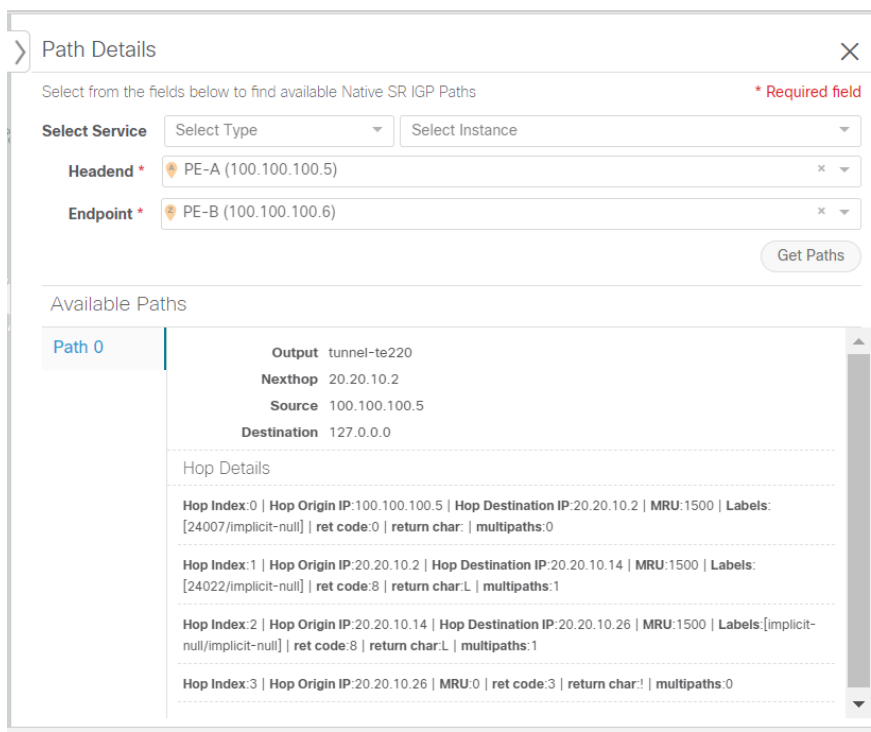 Path Details
Select from the fields below to find available Native SR IGP Paths
* Required field
Select Service
Select Type
Select Instance
Headend *
A
PE-A (100.100.100.5)
Endpoint *
Z
PE-B (100.100.100.6)
Get Paths
Available Paths
Path 0
Output tunnel-te220
Nexthop 20.20.10.2
Source 100.100.100.5
Destination 127.0.0.0
Hop Details
Hop Index:0 | Hop Origin IP:100.100.100.5 | Hop Destination IP:20.20.10.2 | MRU:1500 | Labels:
[24007/implicit-null] | ret code:0 | return char: | multipaths:0
Hop Index:1 | Hop Origin IP:20.20.10.2 | Hop Destination IP:20.20.10.14 | MRU:1500 | Labels:
[24022/implicit-null] | ret code:8 | return char:L | multipaths:1
Hop Index:2 | Hop Origin IP:20.20.10.14 | Hop Destination IP:20.20.10.26 | MRU:1500 | Labels:[implicit-
null/implicit-null] | ret code:8 | return char:L | multipaths:1
Hop Index:3 | Hop Origin IP:20.20.10.26 | MRU:0 | ret code:3 | return char:! | multipaths:0